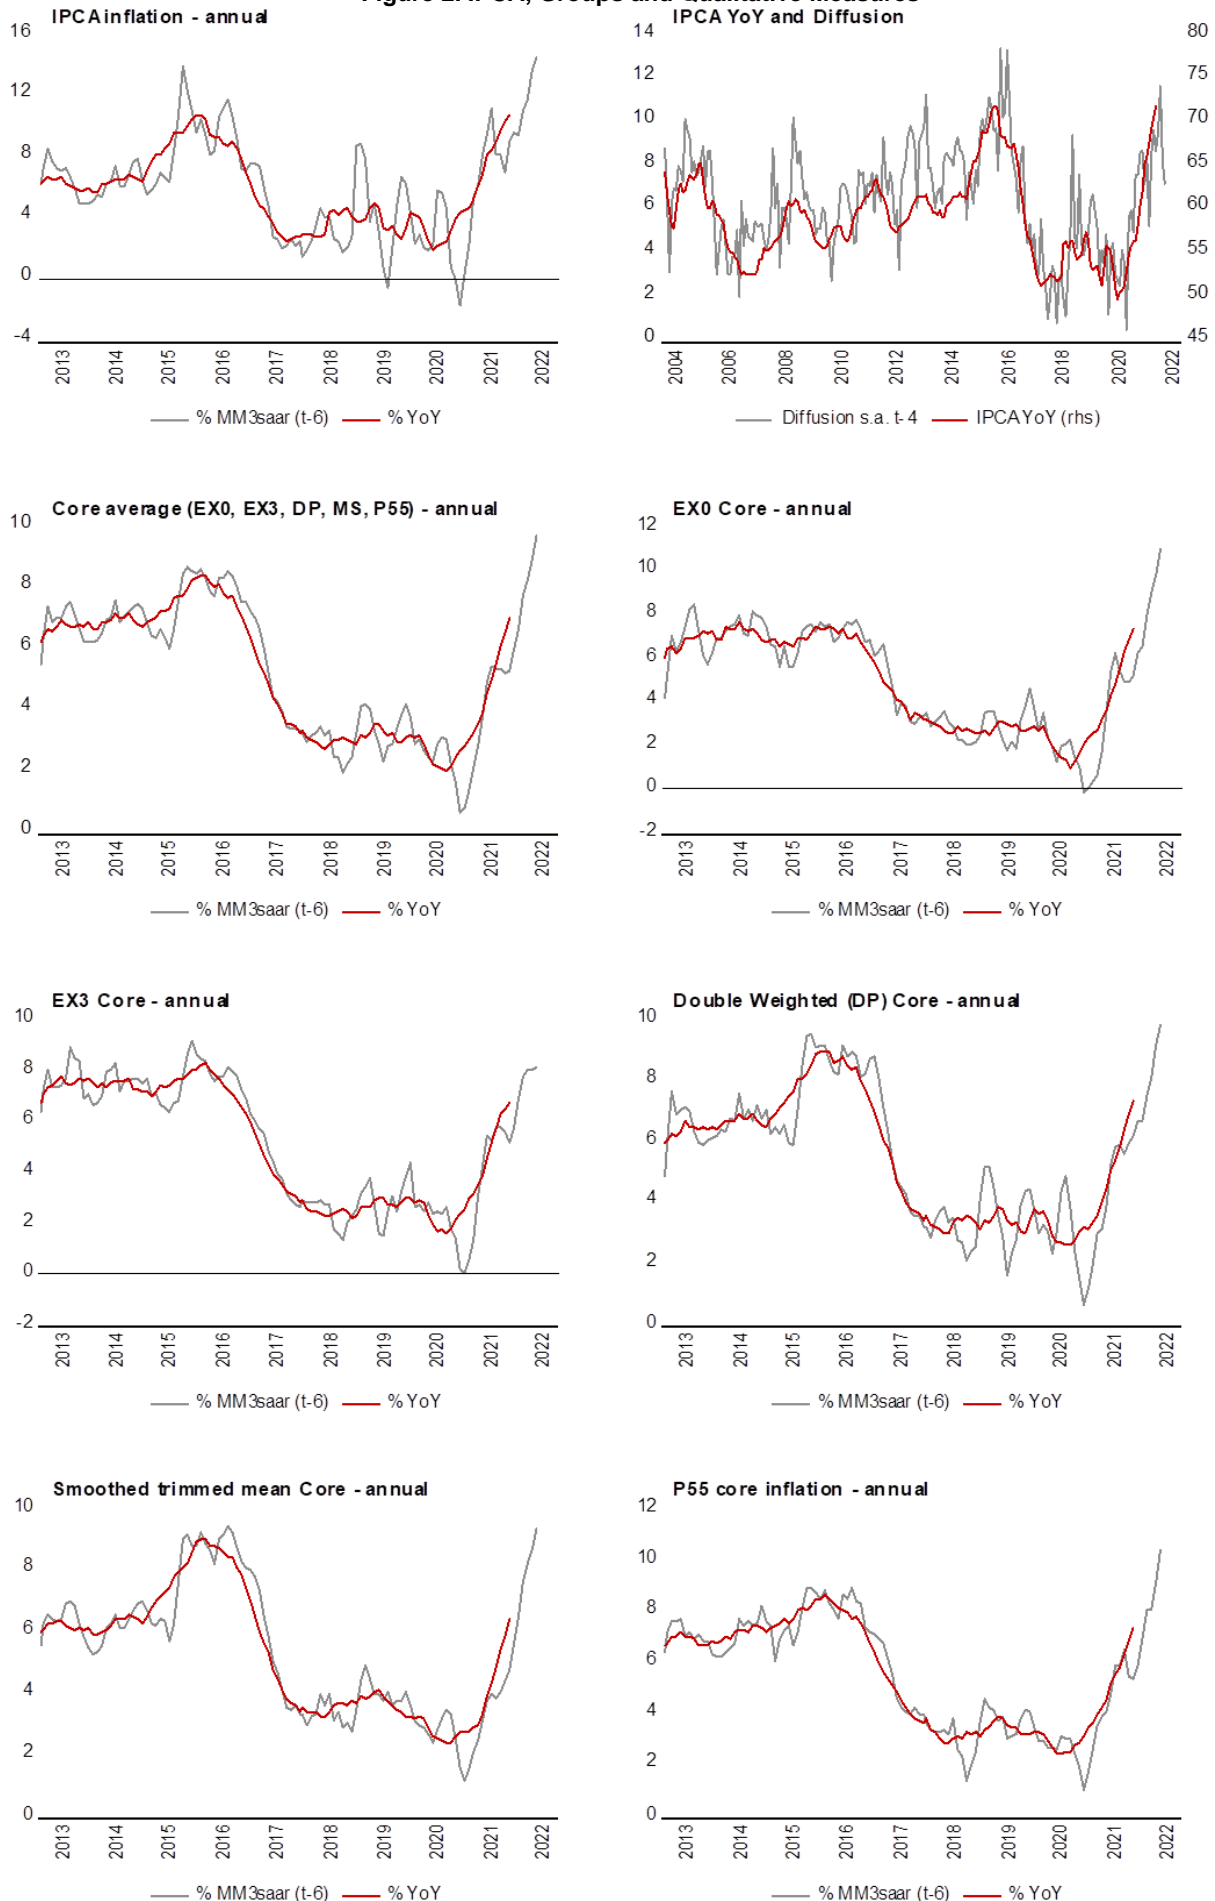 IPCA inflation - annual
16
12
8
4
0
-4
2013 2014 2015 2016 2017 2018 2019 2020 2021 2022
% MM3saar (t-6) % YoY
IPCA YoY and Diffusion
14
12
10
8
6
4
2
0
80
75
70
65
60
55
50
45
2004 2006 2008 2010 2012 2014 2016 2018 2020 2022
Diffusion s.a. t-4 IPCA YoY (rhs)
Core average (EX0, EX3, DP, MS, P55) - annual
10
8
6
4
2
0
2013 2014 2015 2016 2017 2018 2019 2020 2021 2022
% MM3saar (t-6) % YoY
EX0 Core - annual
12
10
8
6
4
2
0
-2
2013 2014 2015 2016 2017 2018 2019 2020 2021 2022
% MM3saar (t-6) % YoY
EX3 Core - annual
10
8
6
4
2
0
-2
2013 2014 2015 2016 2017 2018 2019 2020 2021 2022
% MM3saar (t-6) % YoY
Double Weighted (DP) Core - annual
10
8
6
4
2
0
2013 2014 2015 2016 2017 2018 2019 2020 2021 2022
% MM3saar (t-6) % YoY
Smoothed trimmed mean Core - annual
10
8
6
4
2
0
2013 2014 2015 2016 2017 2018 2019 2020 2021 2022
% MM3saar (t-6) % YoY
P55 core inflation - annual
12
10
8
6
4
2
0
2013 2014 2015 2016 2017 2018 2019 2020 2021 2022
% MM3saar (t-6) % YoY